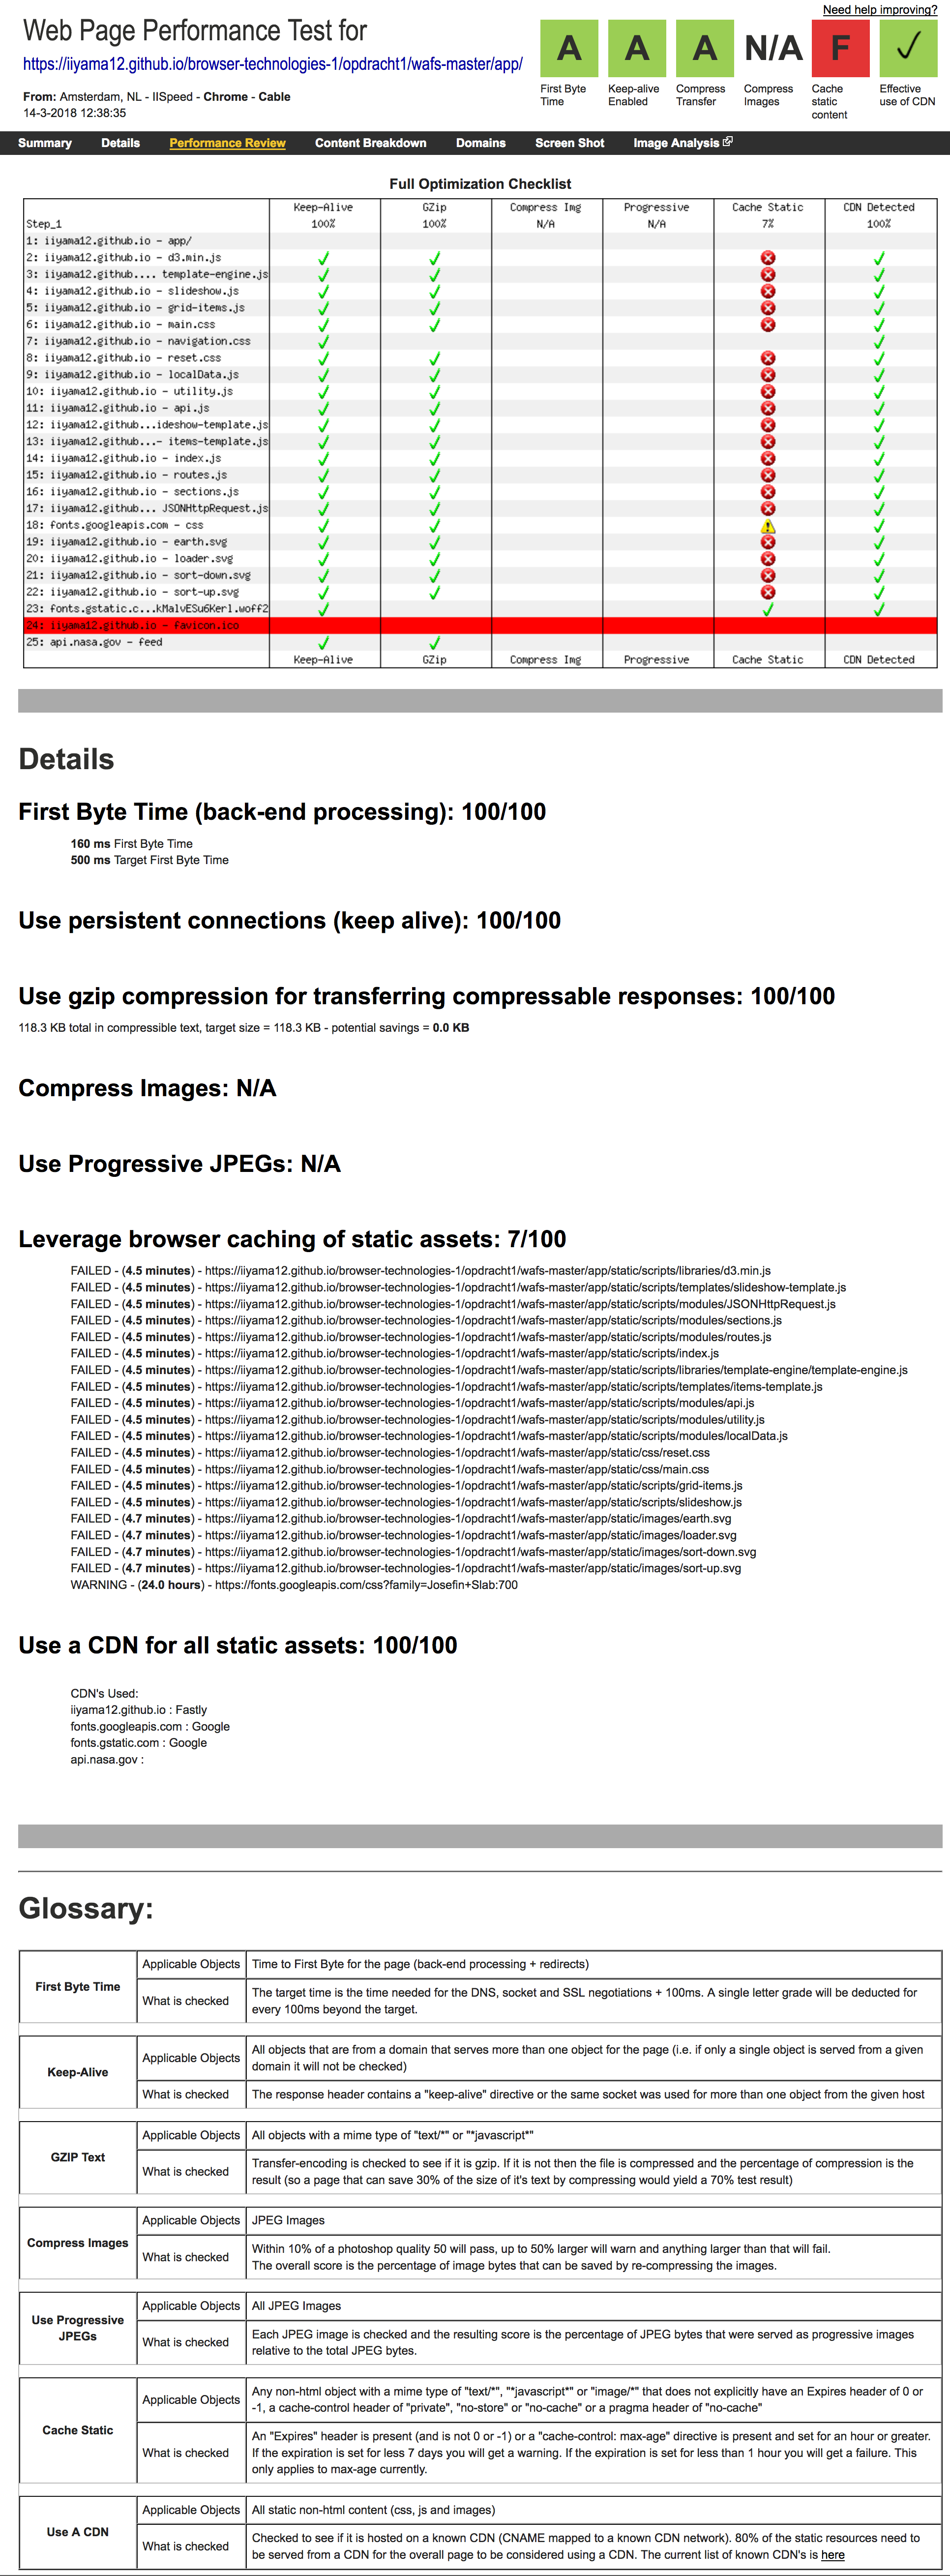 Need help improving?
Web Page Performance Test for
https://iiyama12.github.io/browser-technologies-1/opdracht1/wafs-master/app/
From: Amsterdam, NL - IISpeed - Chrome - Cable
14-3-2018 12:38:35
A A A N/A F
First Byte Time
Keep-alive Enabled
Compress Transfer
Compress Images
Cache static content
Effective use of CDN
Summary Details Performance Review Content Breakdown Domains Screen Shot Image Analysis
Full Optimization Checklist
Keep-Alive GZip Compress Img Progressive Cache Static CDN Detected
Step_1 100% 100% N/A N/A 7% 100%
1: iiyama12.github.io - app/
2: iiyama12.github.io - d3.min.js
3: iiyama12.github.... template-engine.js
4: iiyama12.github.io - slideshow.js
5: iiyama12.github.io - grid-items.js
6: iiyama12.github.io - main.css
7: iiyama12.github.io - navigation.css
8: iiyama12.github.io - reset.css
9: iiyama12.github.io - localData.js
10: iiyama12.github.io - utility.js
11: iiyama12.github.io - api.js
12: iiyama12.github...ideshow-template.js
13: iiyama12.github...- items-template.js
14: iiyama12.github.io - index.js
15: iiyama12.github.io - routes.js
16: iiyama12.github.io - sections.js
17: iiyama12.github... JSONHttpRequest.js
18: fonts.googleapis.com - css
19: iiyama12.github.io - earth.svg
20: iiyama12.github.io - loader.svg
21: iiyama12.github.io - sort-down.svg
22: iiyama12.github.io - sort-up.svg
23: fonts.gstatic.c...kMalvESu6Kerl.woff2
24: iiyama12.github.io - favicon.ico
25: api.nasa.gov - feed
Keep-Alive GZip Compress Img Progressive Cache Static CDN Detected
Details
First Byte Time (back-end processing): 100/100
160 ms First Byte Time
500 ms Target First Byte Time
Use persistent connections (keep alive): 100/100
Use gzip compression for transferring compressable responses: 100/100
118.3 KB total in compressible text, target size = 118.3 KB - potential savings = 0.0 KB
Compress Images: N/A
Use Progressive JPEGs: N/A
Leverage browser caching of static assets: 7/100
FAILED - (4.5 minutes) - https://iiyama12.github.io/browser-technologies-1/opdracht1/wafs-master/app/static/scripts/libraries/d3.min.js
FAILED - (4.5 minutes) - https://iiyama12.github.io/browser-technologies-1/opdracht1/wafs-master/app/static/scripts/templates/slideshow-template.js
FAILED - (4.5 minutes) - https://iiyama12.github.io/browser-technologies-1/opdracht1/wafs-master/app/static/scripts/modules/JSONHttpRequest.js
FAILED - (4.5 minutes) - https://iiyama12.github.io/browser-technologies-1/opdracht1/wafs-master/app/static/scripts/modules/sections.js
FAILED - (4.5 minutes) - https://iiyama12.github.io/browser-technologies-1/opdracht1/wafs-master/app/static/scripts/modules/routes.js
FAILED - (4.5 minutes) - https://iiyama12.github.io/browser-technologies-1/opdracht1/wafs-master/app/static/scripts/index.js
FAILED - (4.5 minutes) - https://iiyama12.github.io/browser-technologies-1/opdracht1/wafs-master/app/static/scripts/libraries/template-engine/template-engine.js
FAILED - (4.5 minutes) - https://iiyama12.github.io/browser-technologies-1/opdracht1/wafs-master/app/static/scripts/templates/items-template.js
FAILED - (4.5 minutes) - https://iiyama12.github.io/browser-technologies-1/opdracht1/wafs-master/app/static/scripts/modules/api.js
FAILED - (4.5 minutes) - https://iiyama12.github.io/browser-technologies-1/opdracht1/wafs-master/app/static/scripts/modules/utility.js
FAILED - (4.5 minutes) - https://iiyama12.github.io/browser-technologies-1/opdracht1/wafs-master/app/static/scripts/modules/localData.js
FAILED - (4.5 minutes) - https://iiyama12.github.io/browser-technologies-1/opdracht1/wafs-master/app/static/css/reset.css
FAILED - (4.5 minutes) - https://iiyama12.github.io/browser-technologies-1/opdracht1/wafs-master/app/static/css/main.css
FAILED - (4.5 minutes) - https://iiyama12.github.io/browser-technologies-1/opdracht1/wafs-master/app/static/scripts/grid-items.js
FAILED - (4.5 minutes) - https://iiyama12.github.io/browser-technologies-1/opdracht1/wafs-master/app/static/scripts/slideshow.js
FAILED - (4.7 minutes) - https://iiyama12.github.io/browser-technologies-1/opdracht1/wafs-master/app/static/images/earth.svg
FAILED - (4.7 minutes) - https://iiyama12.github.io/browser-technologies-1/opdracht1/wafs-master/app/static/images/loader.svg
FAILED - (4.7 minutes) - https://iiyama12.github.io/browser-technologies-1/opdracht1/wafs-master/app/static/images/sort-down.svg
FAILED - (4.7 minutes) - https://iiyama12.github.io/browser-technologies-1/opdracht1/wafs-master/app/static/images/sort-up.svg
WARNING - (24.0 hours) - https://fonts.googleapis.com/css?family=Josefin+Slab:700
Use a CDN for all static assets: 100/100
CDN's Used:
iiyama12.github.io : Fastly
fonts.googleapis.com : Google
fonts.gstatic.com : Google
api.nasa.gov :
Glossary:
First Byte Time
Applicable Objects Time to First Byte for the page (back-end processing + redirects)
What is checked The target time is the time needed for the DNS, socket and SSL negotiations + 100ms. A single letter grade will be deducted for
every 100ms beyond the target.
Keep-Alive
Applicable Objects All objects that are from a domain that serves more than one object for the page (i.e. if only a single object is served from a given
domain it will not be checked)
What is checked The response header contains a "keep-alive" directive or the same socket was used for more than one object from the given host
GZIP Text
Applicable Objects All objects with a mime type of "text/*" or "*javascript*"
What is checked Transfer-encoding is checked to see if it is gzip. If it is not then the file is compressed and the percentage of compression is the
result (so a page that can save 30% of the size of it's text by compressing would yield a 70% test result)
Compress Images
Applicable Objects JPEG Images
What is checked Within 10% of a photoshop quality 50 will pass, up to 50% larger will warn and anything larger than that will fail.
The overall score is the percentage of image bytes that can be saved by re-compressing the images.
Use Progressive
JPEGs
Applicable Objects All JPEG Images
What is checked Each JPEG image is checked and the resulting score is the percentage of JPEG bytes that were served as progressive images
relative to the total JPEG bytes.
Cache Static
Applicable Objects Any non-html object with a mime type of "text/*", "*javascript*" or "image/*" that does not explicitly have an Expires header of 0 or
-1, a cache-control header of "private", "no-store" or "no-cache" or a pragma header of "no-cache"
What is checked An "Expires" header is present (and is not 0 or -1) or a "cache-control: max-age" directive is present and set for an hour or greater.
If the expiration is set for less 7 days you will get a warning. If the expiration is set for less than 1 hour you will get a failure. This
only applies to max-age currently.
Use A CDN
Applicable Objects All static non-html content (css, js and images)
What is checked Checked to see if it is hosted on a known CDN (CNAME mapped to a known CDN network). 80% of the static resources need to
be served from a CDN for the overall page to be considered using a CDN. The current list of known CDN's is here